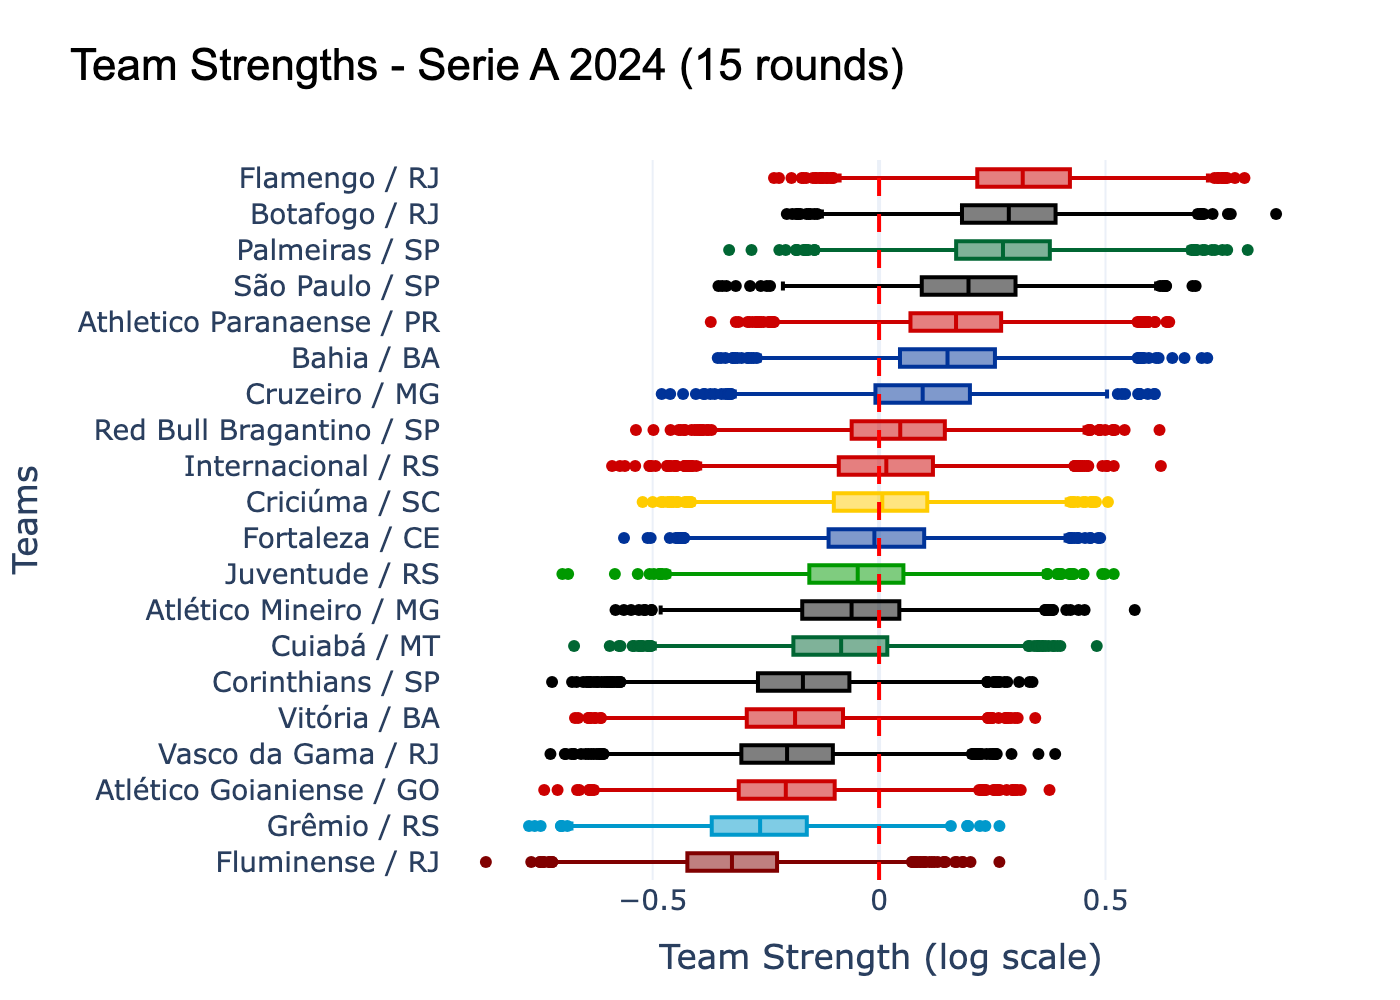 Team Strengths - Serie A 2024 (15 rounds)
Flamengo / RJ
Botafogo / RJ
Palmeiras / SP
São Paulo / SP
Athletico Paranaense / PR
Bahia / BA
Cruzeiro / MG
Red Bull Bragantino / SP
Internacional / RS
Criciúma / SC
Fortaleza / CE
Juventude / RS
Atlético Mineiro / MG
Cuiabá / MT
Corinthians / SP
Vitória / BA
Vasco da Gama / RJ
Atlético Goianiense / GO
Grêmio / RS
Fluminense / RJ
Teams
−0.5 0 0.5
Team Strength (log scale)